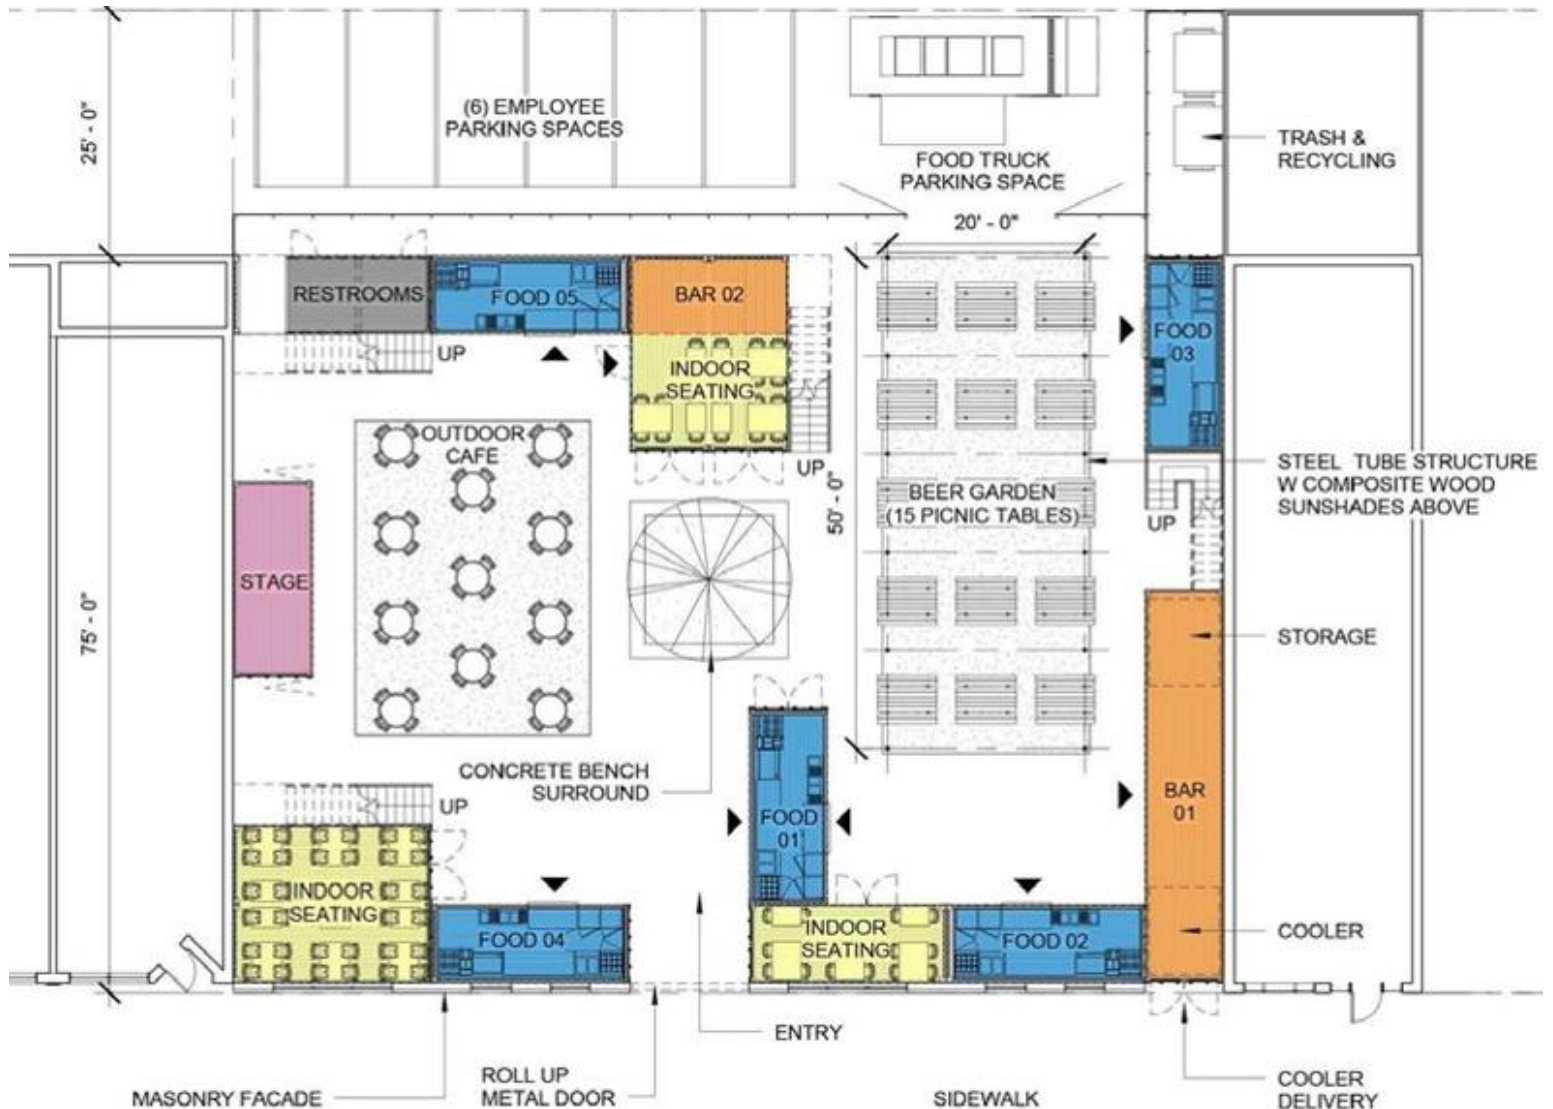 (6) EMPLOYEE
PARKING SPACES
25' - 0"
TRASH &
RECYCLING
FOOD TRUCK
PARKING SPACE
20' - 0"
RESTROOMS
FOOD 05
BAR 02
FOOD
03
UP
INDOOR
SEATING
OUTDOOR
CAFE
UP
STEEL TUBE STRUCTURE
W COMPOSITE WOOD
SUNSHADES ABOVE
BEER GARDEN
(15 PICNIC TABLES)
50' - 0"
UP
STAGE
75' - 0"
STORAGE
CONCRETE BENCH
SURROUND
UP
FOOD
01
BAR
01
INDOOR
SEATING
FOOD 04
INDOOR
SEATING
FOOD 02
COOLER
ENTRY
MASONRY FACADE
ROLL UP
METAL DOOR
SIDEWALK
COOLER
DELIVERY